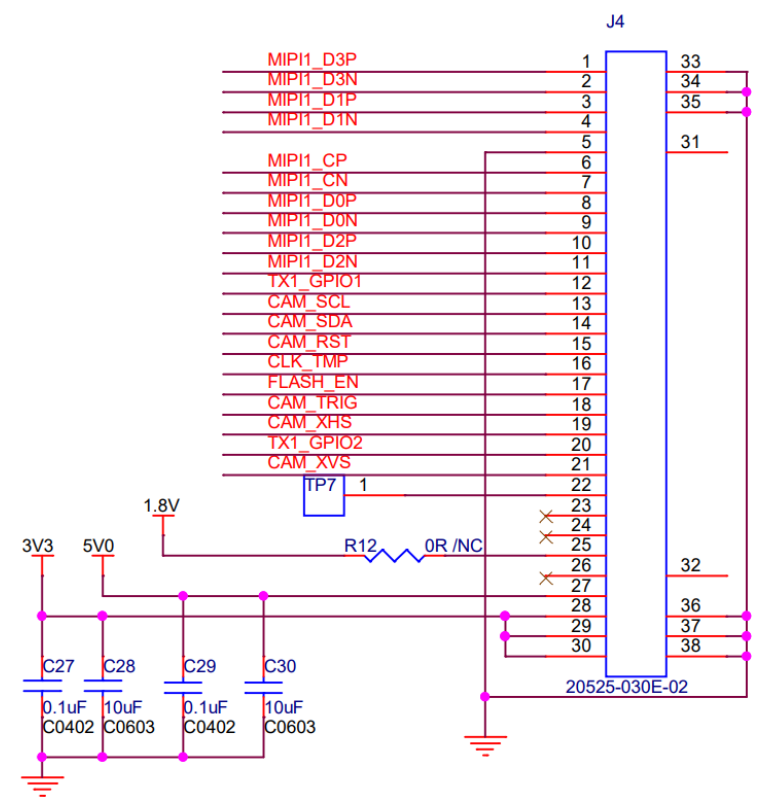 J4
MIPI1_D3P 1 33
MIPI1_D3N 2 34
MIPI1_D1P 3 35
MIPI1_D1N 4
5 31
MIPI1_CP 6
MIPI1_CN 7
MIPI1_D0P 8
MIPI1_D0N 9
MIPI1_D2P 10
MIPI1_D2N 11
TX1_GPIO1 12
CAM_SCL 13
CAM_SDA 14
CAM_RST 15
CLK_TMP 16
FLASH_EN 17
CAM_TRIG 18
CAM_XHS 19
TX1_GPIO2 20
CAM_XVS 21
TP7 1 22
1.8V 23
24
3V3 5V0 R12 0R /NC 25
26 32
27
28 36
29 37
30 38
C27 C28 C29 C30
20525-030E-02
0.1uF 10uF 0.1uF 10uF
C0402 C0603 C0402 C0603